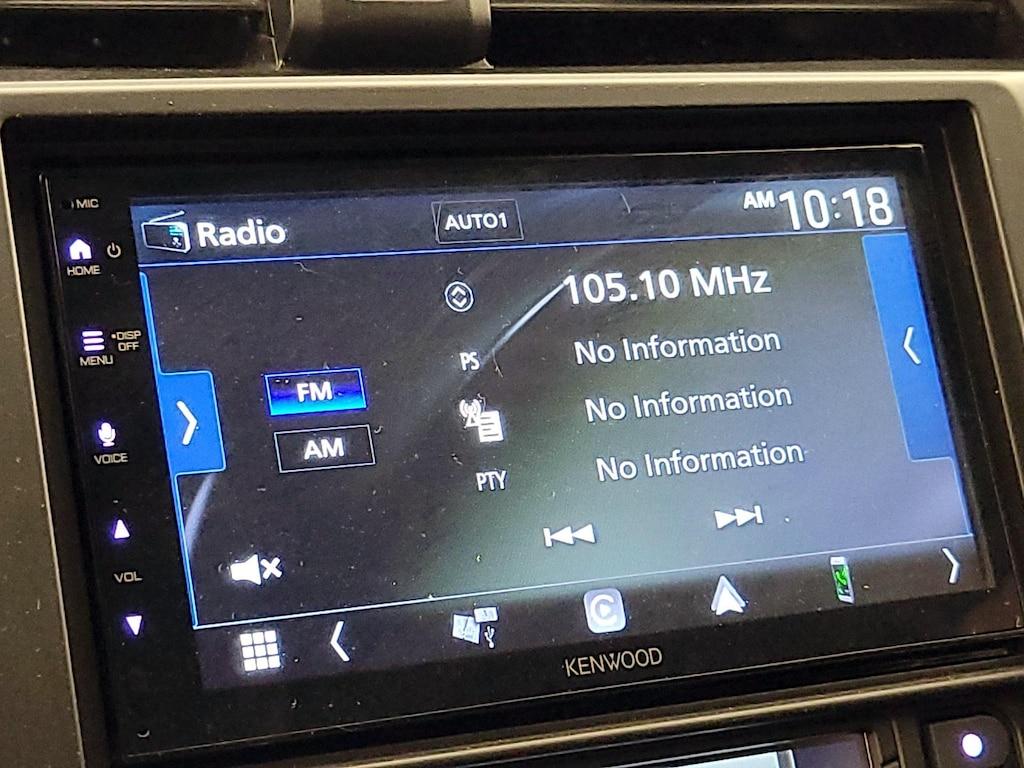 MIC
Radio
AUTO1
AM 10:18
HOME
105.10 MHz
•DISP
OFF
MENU
PS
No Information
FM
No Information
AM
VOICE
PTY
No Information
VOL
KENWOOD